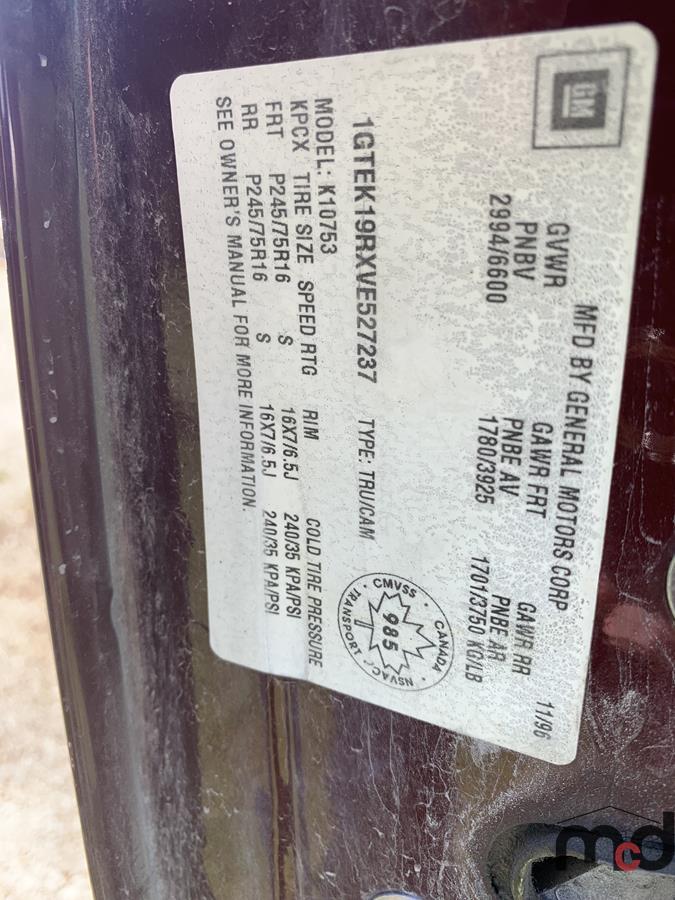 GM
MFD BY GENERAL MOTORS CORP 11/96
GVWR GAWR FRT GAWR RR
PNBV PNBE AV PNBE AR
2994/6600 1780/3925 1701/3750 KG/LB
1GTEK19RXVE527237 TYPE: TRU/CAM
MODEL: K10753
KPCX TIRE SIZE SPEED RTG RIM COLD TIRE PRESSURE
FRT P245/75R16 S 16X7/6.5J 240/35 KPA/PSI
RR P245/75R16 S 16X7/6.5J 240/35 KPA/PSI
SEE OWNER'S MANUAL FOR MORE INFORMATION.
CMVSS · CANADA
985
TRANSPORT · NSVAC
mcd